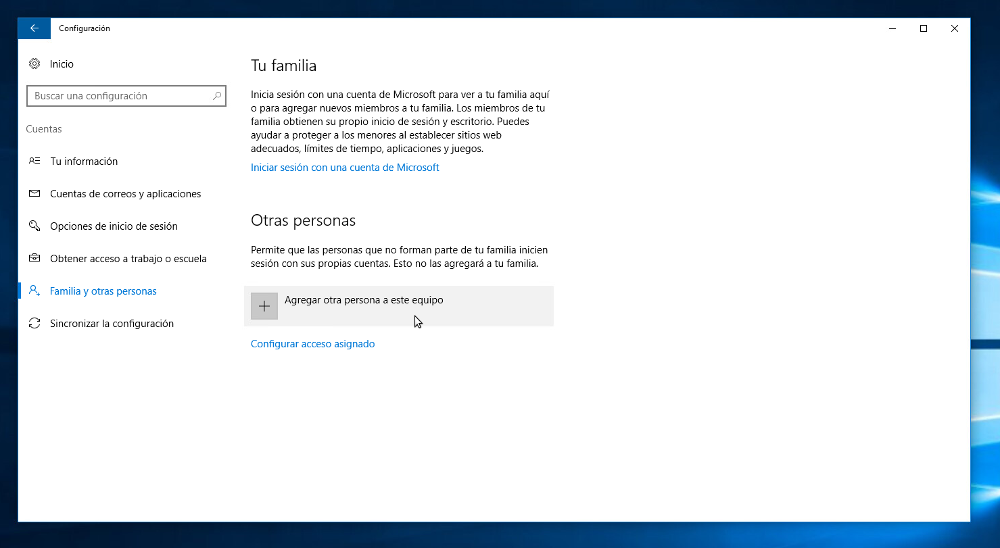 Configuración
Inicio
Buscar una configuración
Cuentas
Tu información
Cuentas de correos y aplicaciones
Opciones de inicio de sesión
Obtener acceso a trabajo o escuela
Familia y otras personas
Sincronizar la configuración
Tu familia
Inicia sesión con una cuenta de Microsoft para ver a tu familia aquí
o para agregar nuevos miembros a tu familia. Los miembros de tu
familia obtienen su propio inicio de sesión y escritorio. Puedes
ayudar a proteger a los menores al establecer sitios web
adecuados, límites de tiempo, aplicaciones y juegos.
Iniciar sesión con una cuenta de Microsoft
Otras personas
Permite que las personas que no forman parte de tu familia inicien
sesión con sus propias cuentas. Esto no las agregará a tu familia.
Agregar otra persona a este equipo
Configurar acceso asignado